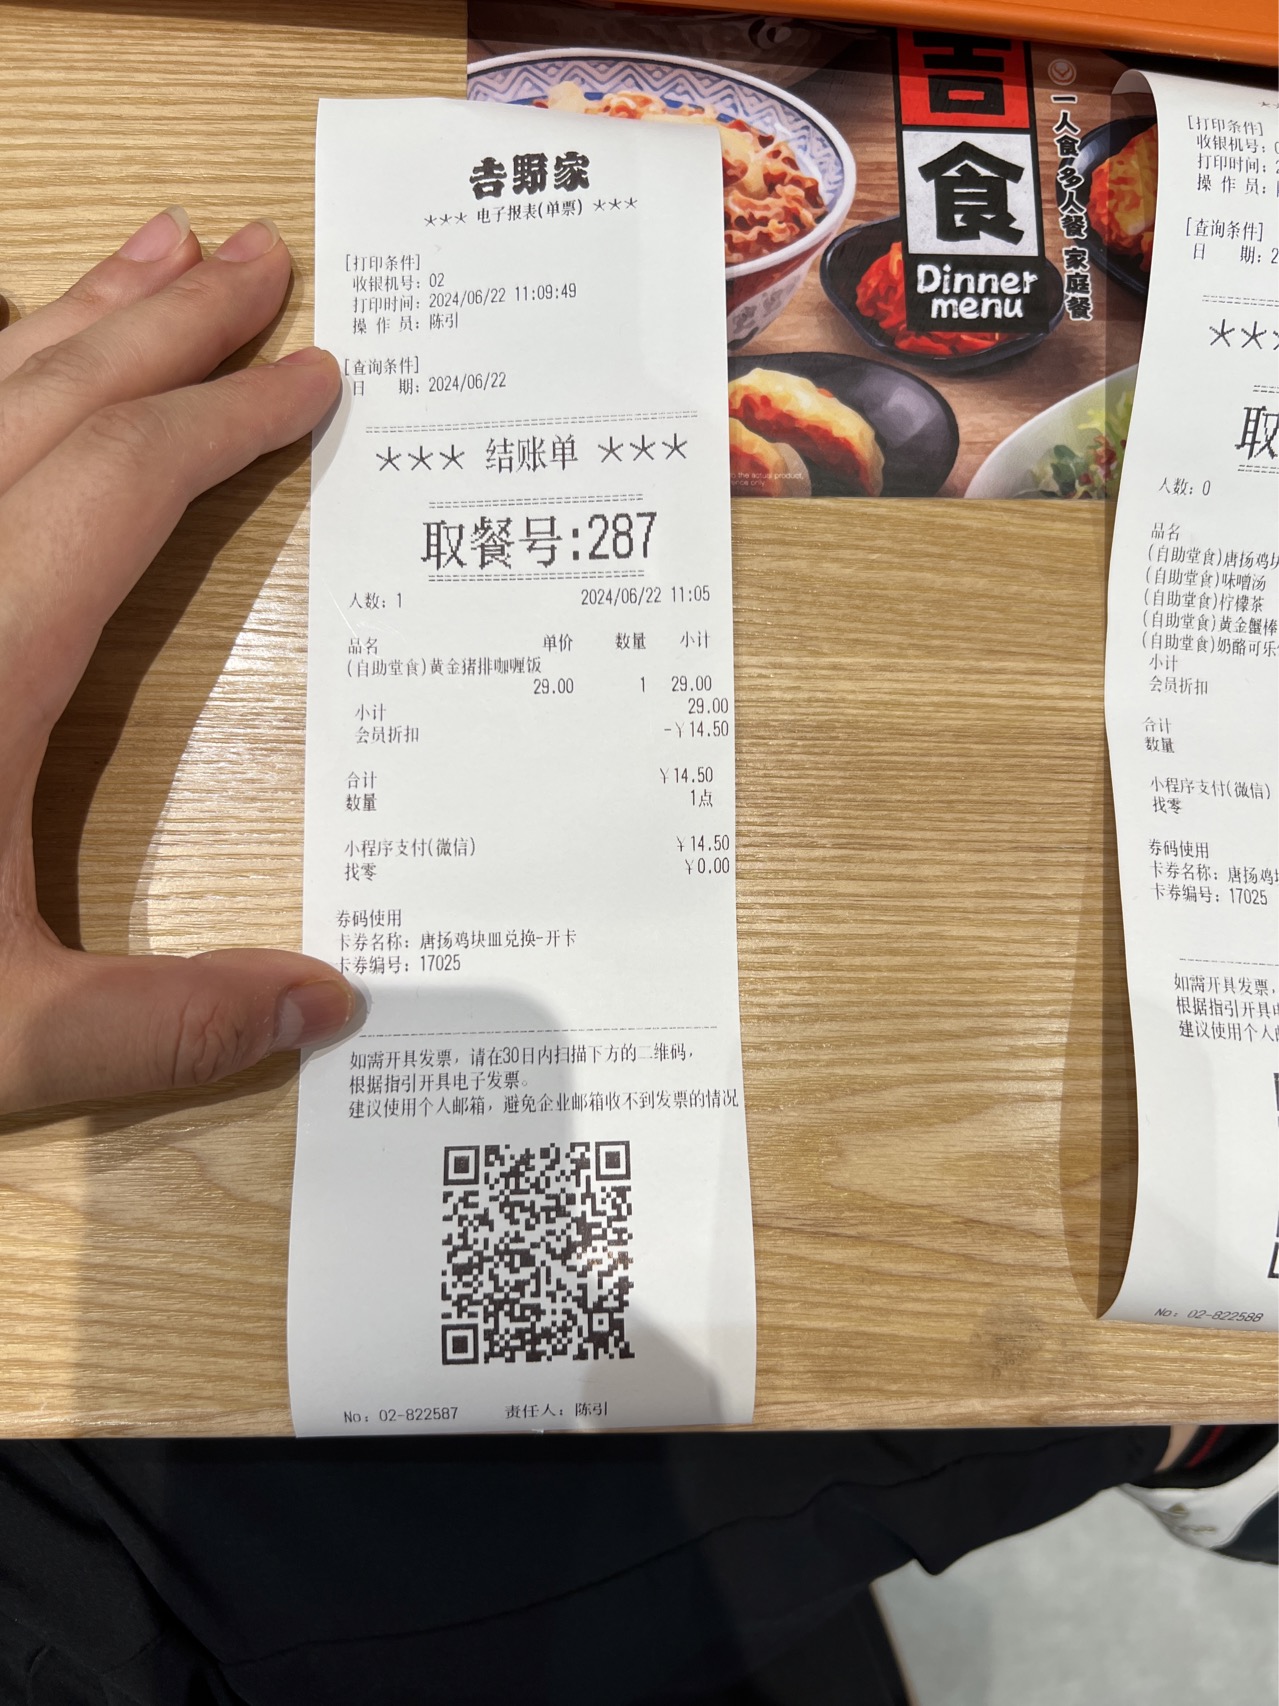 吉野家
*** 电子报表(单票) ***
[打印条件]
收银机号: 02
打印时间: 2024/06/22 11:09:49
操 作 员: 陈引
[查询条件]
日 期: 2024/06/22
*** 结账单 ***
取餐号:287
人数: 1 2024/06/22 11:05
品名 单价 数量 小计
(自助堂食)黄金猪排咖喱饭
29.00 1 29.00
小计 29.00
会员折扣 -¥14.50
合计 ¥14.50
数量 1点
小程序支付(微信) ¥14.50
找零 ¥0.00
券码使用
卡券名称: 唐扬鸡块皿兑换-开卡
卡券编号: 17025
如需开具发票, 请在30日内扫描下方的二维码,
根据指引开具电子发票。
建议使用个人邮箱, 避免企业邮箱收不到发票的情况
No: 02-822587 责任人: 陈引
吉
食
Dinner
menu
一人食/多人餐 家庭餐
to the actual product,
[打印条件]
收银机号:
打印时间: 2
操 作 员:
[查询条件]
日 期: 2
**
取
人数: 0
品名
(自助堂食)唐扬鸡块
(自助堂食)味噌汤
(自助堂食)柠檬茶
(自助堂食)黄金蟹棒
(自助堂食)奶酪可乐
小计
会员折扣
合计
数量
小程序支付(微信)
找零
券码使用
卡券名称: 唐扬鸡
卡券编号: 17025
如需开具发票,
根据指引开具
建议使用个人
No: 02-822588